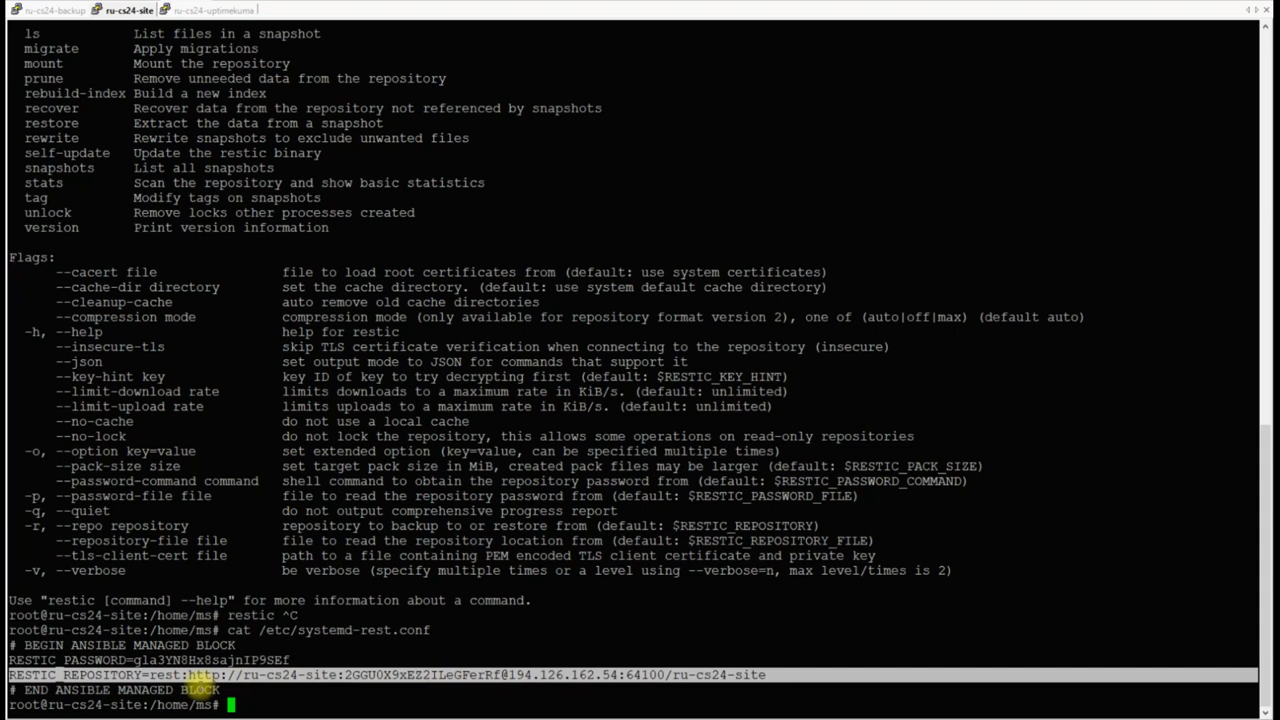 ru-cs24-backup ru-cs24-site ru-cs24-uptimekuma
ls List files in a snapshot
migrate Apply migrations
mount Mount the repository
prune Remove unneeded data from the repository
rebuild-index Build a new index
recover Recover data from the repository not referenced by snapshots
restore Extract the data from a snapshot
rewrite Rewrite snapshots to exclude unwanted files
self-update Update the restic binary
snapshots List all snapshots
stats Scan the repository and show basic statistics
tag Modify tags on snapshots
unlock Remove locks other processes created
version Print version information
Flags:
--cacert file file to load root certificates from (default: use system certificates)
--cache-dir directory set the cache directory. (default: use system default cache directory)
--cleanup-cache auto remove old cache directories
--compression mode compression mode (only available for repository format version 2), one of (auto|off|max) (default auto)
-h, --help help for restic
--insecure-tls skip TLS certificate verification when connecting to the repository (insecure)
--json set output mode to JSON for commands that support it
--key-hint key key ID of key to try decrypting first (default: $RESTIC_KEY_HINT)
--limit-download rate limits downloads to a maximum rate in KiB/s. (default: unlimited)
--limit-upload rate limits uploads to a maximum rate in KiB/s. (default: unlimited)
--no-cache do not use a local cache
--no-lock do not lock the repository, this allows some operations on read-only repositories
-o, --option key=value set extended option (key=value, can be specified multiple times)
--pack-size size set target pack size in MiB, created pack files may be larger (default: $RESTIC_PACK_SIZE)
--password-command command shell command to obtain the repository password from (default: $RESTIC_PASSWORD_COMMAND)
-p, --password-file file file to read the repository password from (default: $RESTIC_PASSWORD_FILE)
-q, --quiet do not output comprehensive progress report
-r, --repo repository repository to backup to or restore from (default: $RESTIC_REPOSITORY)
--repository-file file file to read the repository location from (default: $RESTIC_REPOSITORY_FILE)
--tls-client-cert file path to a file containing PEM encoded TLS client certificate and private key
-v, --verbose be verbose (specify multiple times or a level using --verbose=n, max level/times is 2)
Use "restic [command] --help" for more information about a command.
root@ru-cs24-site:/home/ms# restic ^C
root@ru-cs24-site:/home/ms# cat /etc/systemd-rest.conf
# BEGIN ANSIBLE MANAGED BLOCK
RESTIC_PASSWORD=gla3YN8Hx8sajnIP9SEf
RESTIC_REPOSITORY=rest:http://ru-cs24-site:2GGU0X9xEZ2ILeGFerRf@194.126.162.54:64100/ru-cs24-site
# END ANSIBLE MANAGED BLOCK
root@ru-cs24-site:/home/ms#